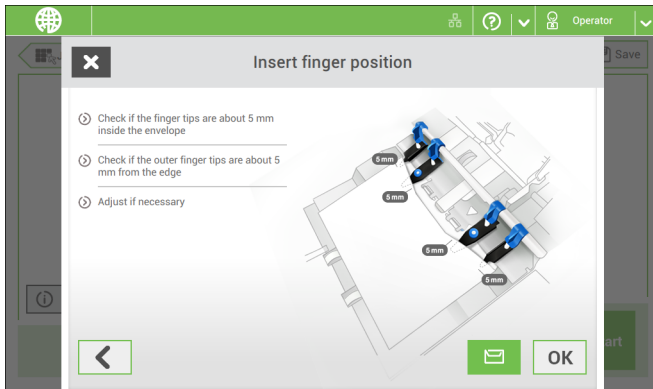 Operator
Save
Insert finger position
Check if the finger tips are about 5 mm
inside the envelope
Check if the outer finger tips are about 5
mm from the edge
Adjust if necessary
5 mm
5 mm
5 mm
5 mm
art
OK